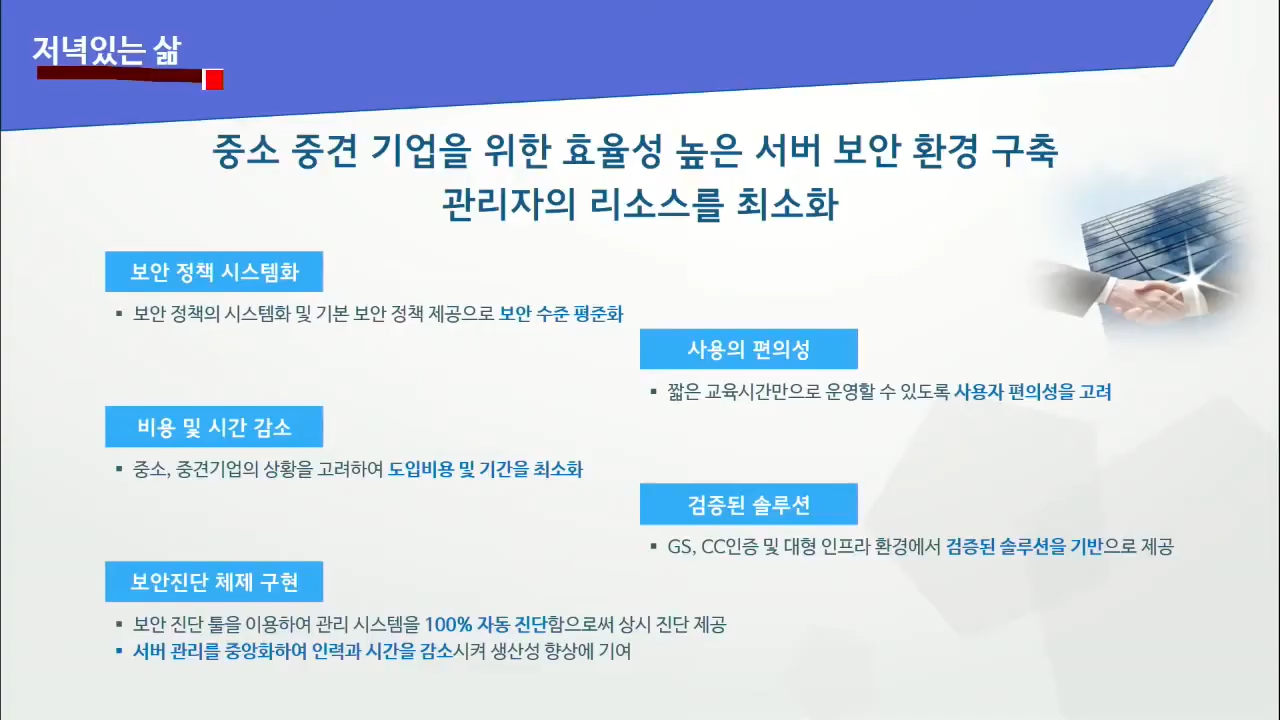 저녁있는 삶
중소 중견 기업을 위한 효율성 높은 서버 보안 환경 구축
관리자의 리소스를 최소화
보안 정책 시스템화
▪ 보안 정책의 시스템화 및 기본 보안 정책 제공으로 보안 수준 평준화
사용의 편의성
▪ 짧은 교육시간만으로 운영할 수 있도록 사용자 편의성을 고려
비용 및 시간 감소
▪ 중소, 중견기업의 상황을 고려하여 도입비용 및 기간을 최소화
검증된 솔루션
▪ GS, CC인증 및 대형 인프라 환경에서 검증된 솔루션을 기반으로 제공
보안진단 체제 구현
▪ 보안 진단 툴을 이용하여 관리 시스템을 100% 자동 진단함으로써 상시 진단 제공
▪ 서버 관리를 중앙화하여 인력과 시간을 감소시켜 생산성 향상에 기여